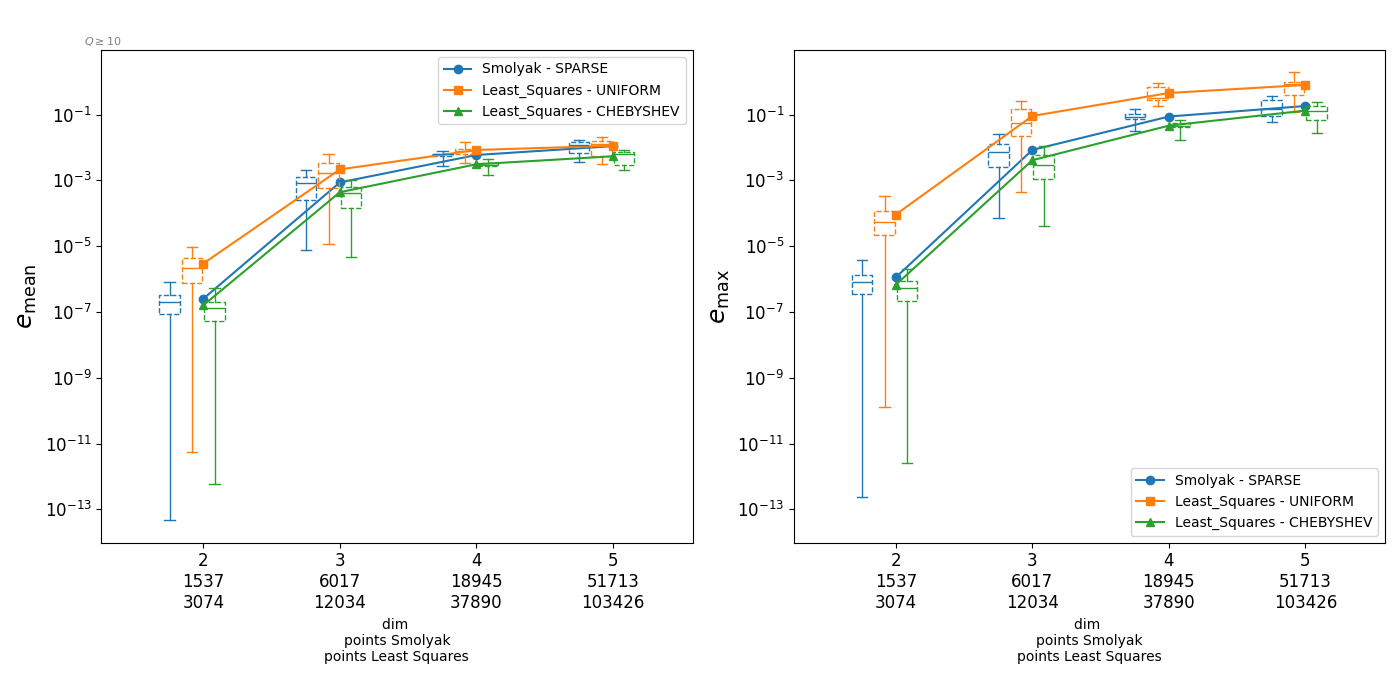 Q ≥ 10
Smolyak - SPARSE
Least_Squares - UNIFORM
Least_Squares - CHEBYSHEV
10⁻¹
10⁻³
10⁻⁵
10⁻⁷
10⁻⁹
10⁻¹¹
10⁻¹³
e_mean
2 3 4 5
1537 6017 18945 51713
3074 12034 37890 103426
dim
points Smolyak
points Least Squares
10⁻¹
10⁻³
10⁻⁵
10⁻⁷
10⁻⁹
10⁻¹¹
10⁻¹³
e_max
Smolyak - SPARSE
Least_Squares - UNIFORM
Least_Squares - CHEBYSHEV
2 3 4 5
1537 6017 18945 51713
3074 12034 37890 103426
dim
points Smolyak
points Least Squares